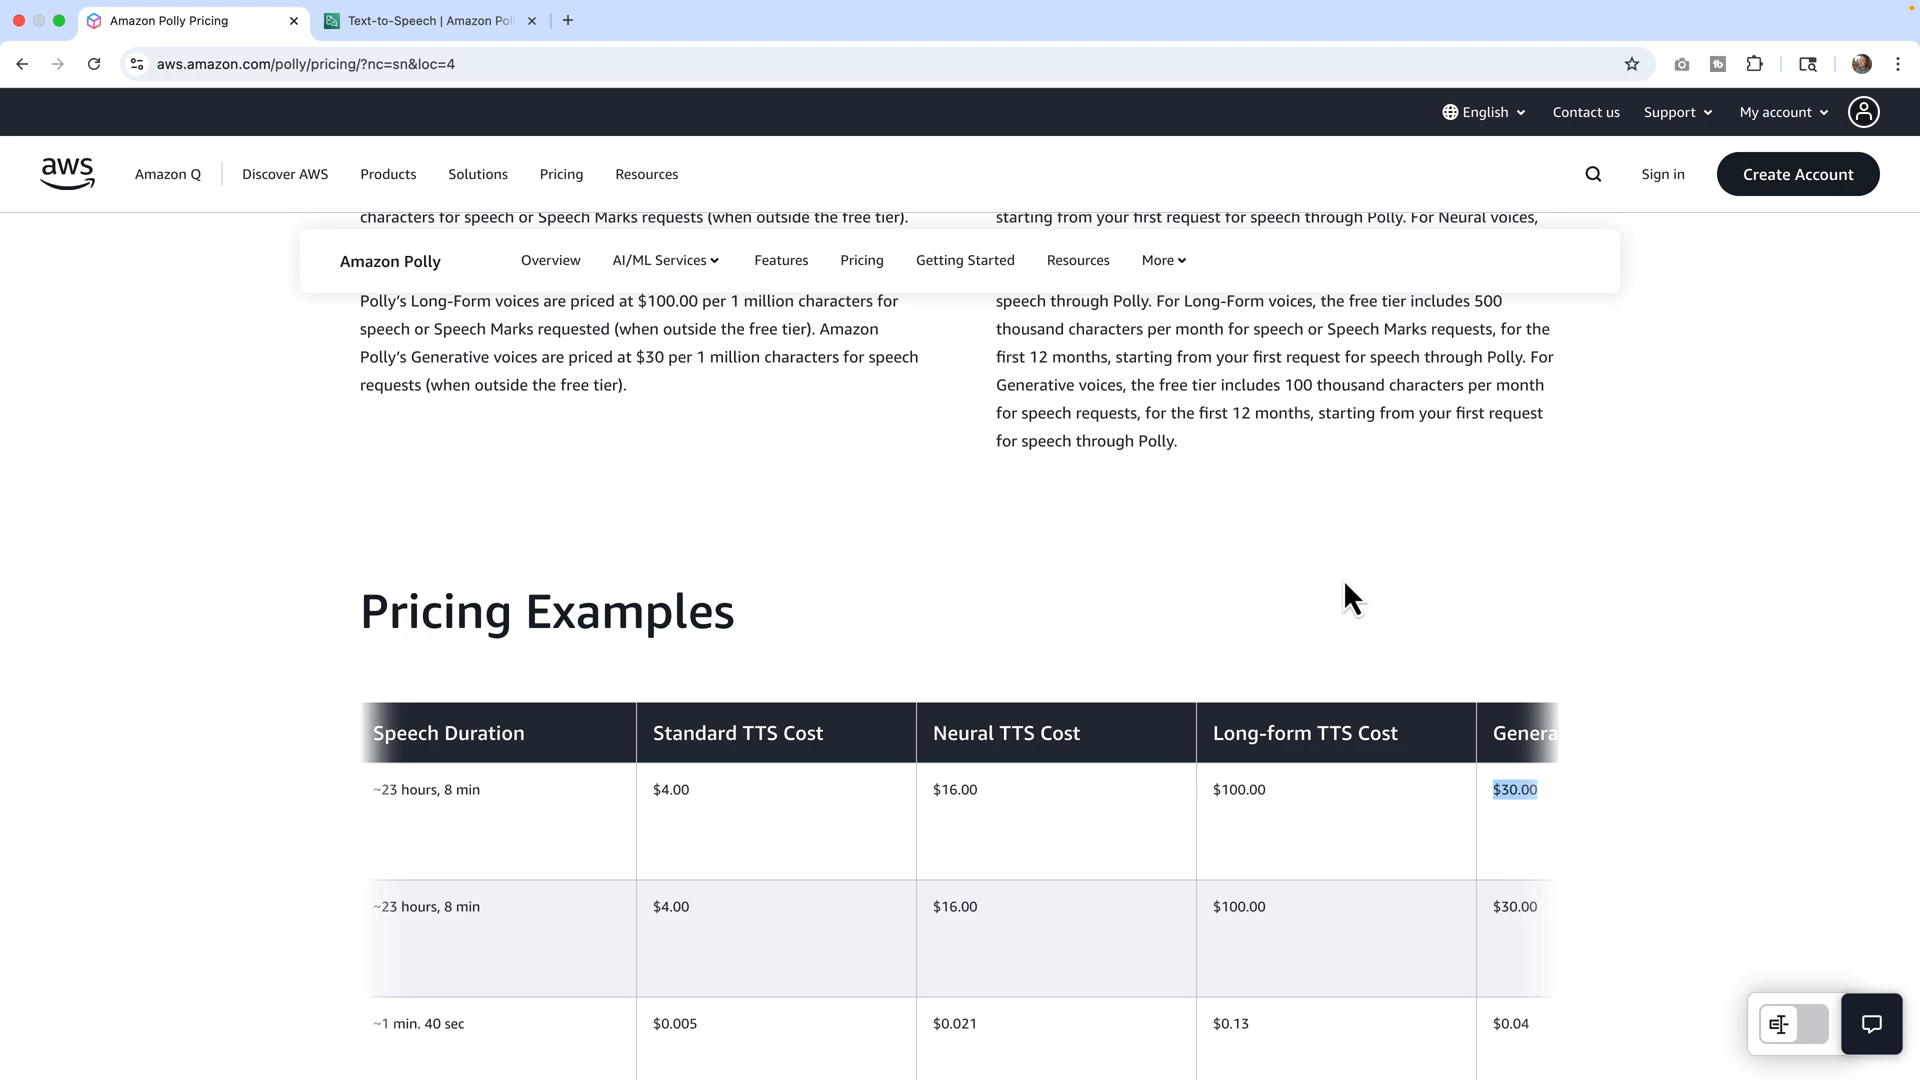 Amazon Polly Pricing
Text-to-Speech | Amazon Pol
aws.amazon.com/polly/pricing/?nc=sn&loc=4
English
Contact us
Support
My account
aws
Amazon Q
Discover AWS
Products
Solutions
Pricing
Resources
Sign in
Create Account
characters for speech or Speech Marks requests (when outside the free tier).
starting from your first request for speech through Polly. For Neural voices,
Amazon Polly
Overview
AI/ML Services
Features
Pricing
Getting Started
Resources
More
Polly's Long-Form voices are priced at $100.00 per 1 million characters for
speech or Speech Marks requested (when outside the free tier). Amazon
Polly's Generative voices are priced at $30 per 1 million characters for speech
requests (when outside the free tier).
speech through Polly. For Long-Form voices, the free tier includes 500
thousand characters per month for speech or Speech Marks requests, for the
first 12 months, starting from your first request for speech through Polly. For
Generative voices, the free tier includes 100 thousand characters per month
for speech requests, for the first 12 months, starting from your first request
for speech through Polly.
Pricing Examples
Speech Duration
Standard TTS Cost
Neural TTS Cost
Long-form TTS Cost
Genera
~23 hours, 8 min
$4.00
$16.00
$100.00
$30.00
~23 hours, 8 min
$4.00
$16.00
$100.00
$30.00
~1 min. 40 sec
$0.005
$0.021
$0.13
$0.04